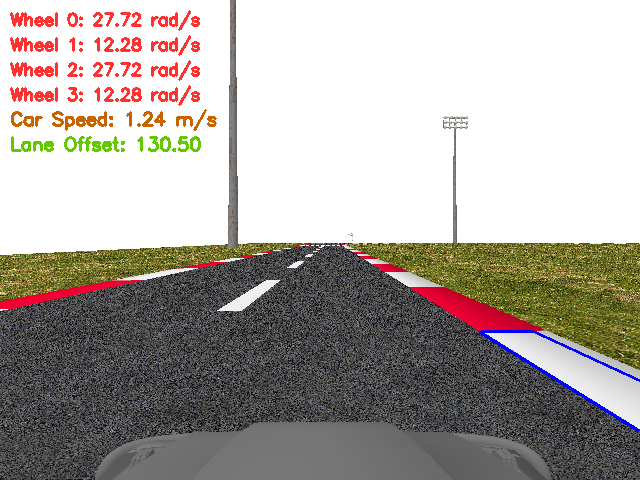 Wheel 0: 27.72 rad/s
Wheel 1: 12.28 rad/s
Wheel 2: 27.72 rad/s
Wheel 3: 12.28 rad/s
Car Speed: 1.24 m/s
Lane Offset: 130.50